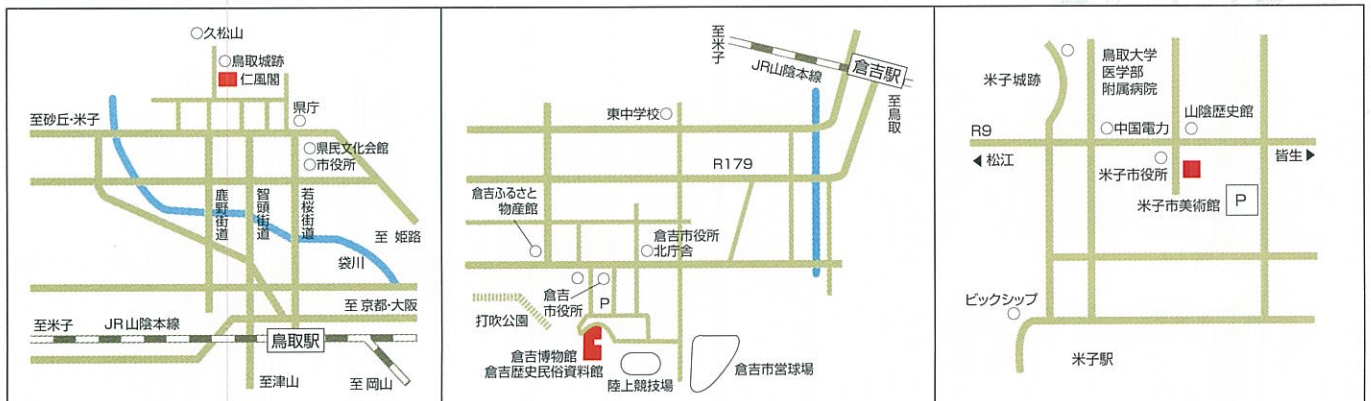 久松山
鳥取城跡
仁風閣
県庁
至砂丘・米子
県民文化会館
市役所
鹿野街道
智頭街道
若桜街道
至 姫路
袋川
至 京都・大阪
至米子
JR山陰本線
鳥取駅
至津山
至 岡山
至米子
JR山陰本線
倉吉駅
至鳥取
東中学校
R179
倉吉ふるさと
物産館
倉吉市役所
北庁舎
倉吉
市役所
P
打吹公園
倉吉博物館
倉吉歴史民俗資料館
陸上競技場
倉吉市営球場
米子城跡
鳥取大学
医学部
附属病院
山陰歴史館
中国電力
R9
◀松江
皆生▶
米子市役所
米子市美術館
P
ビックシップ
米子駅